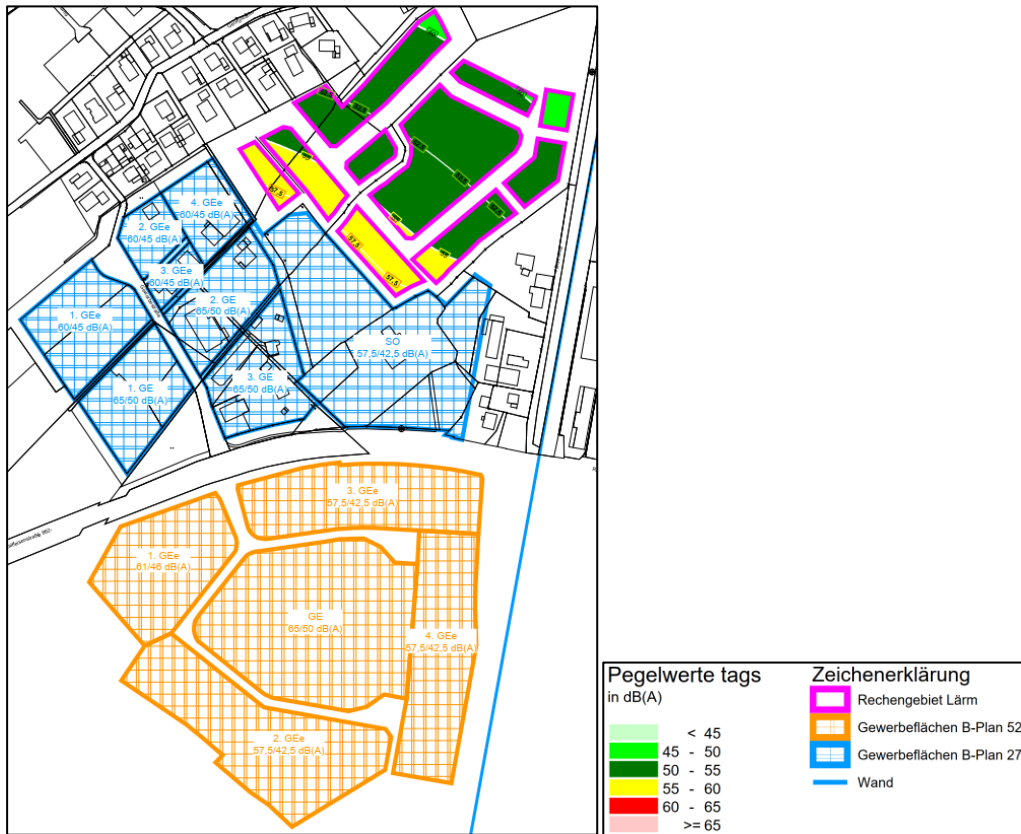 57,5
4. GEe
60/45 dB(A)
2. GEe
60/45 dB(A)
3. GEe
60/45 dB(A)
2. GE
65/50 dB(A)
1. GEe
60/45 dB(A)
57,5
57,5
SO
57,5/42,5 dB(A)
3. GE
65/50 dB(A)
1. GE
65/50 dB(A)
3. GEe
57,5/42,5 dB(A)
1. GEe
61/46 dB(A)
GE
65/50 dB(A)
4. GEe
57,5/42,5 dB(A)
2. GEe
57,5/42,5 dB(A)
Pegelwerte tags
in dB(A)
< 45
45 - 50
50 - 55
55 - 60
60 - 65
>= 65
Zeichenerklärung
Rechengebiet Lärm
Gewerbeflächen B-Plan 52
Gewerbeflächen B-Plan 27
Wand